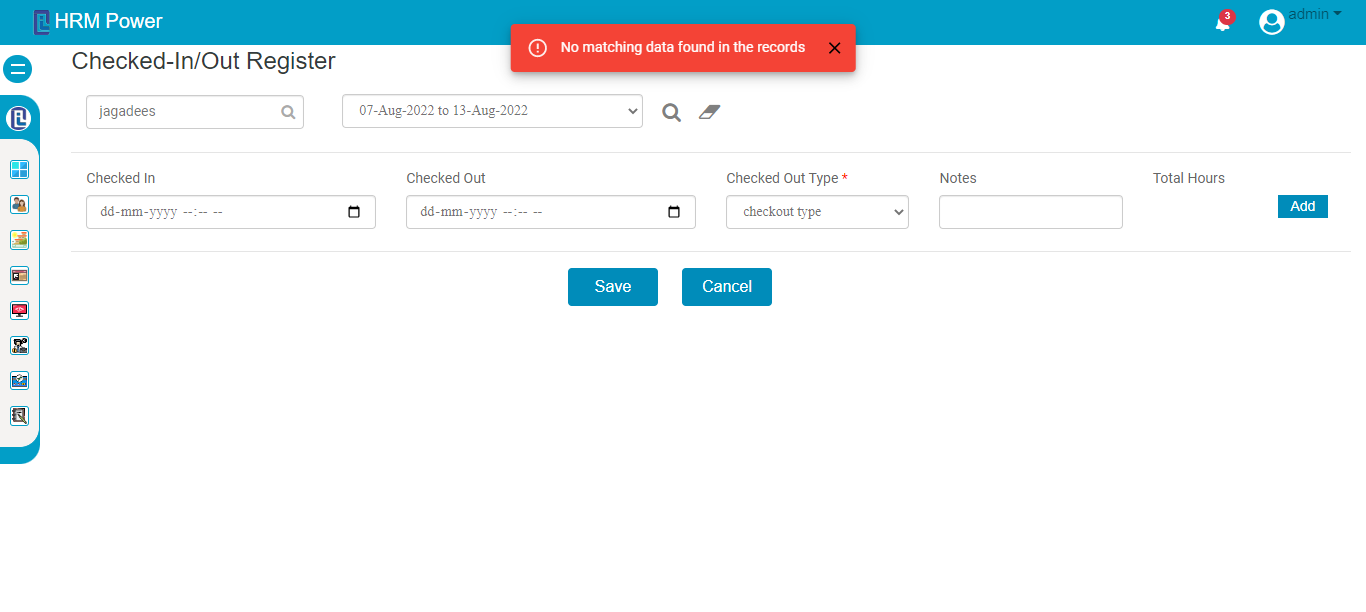 HRM Power
No matching data found in the records
3
admin
Checked-In/Out Register
jagadees
07-Aug-2022 to 13-Aug-2022
Checked In
Checked Out
Checked Out Type *
Notes
Total Hours
dd-mm-yyyy --:-- --
dd-mm-yyyy --:-- --
checkout type
Add
Save
Cancel